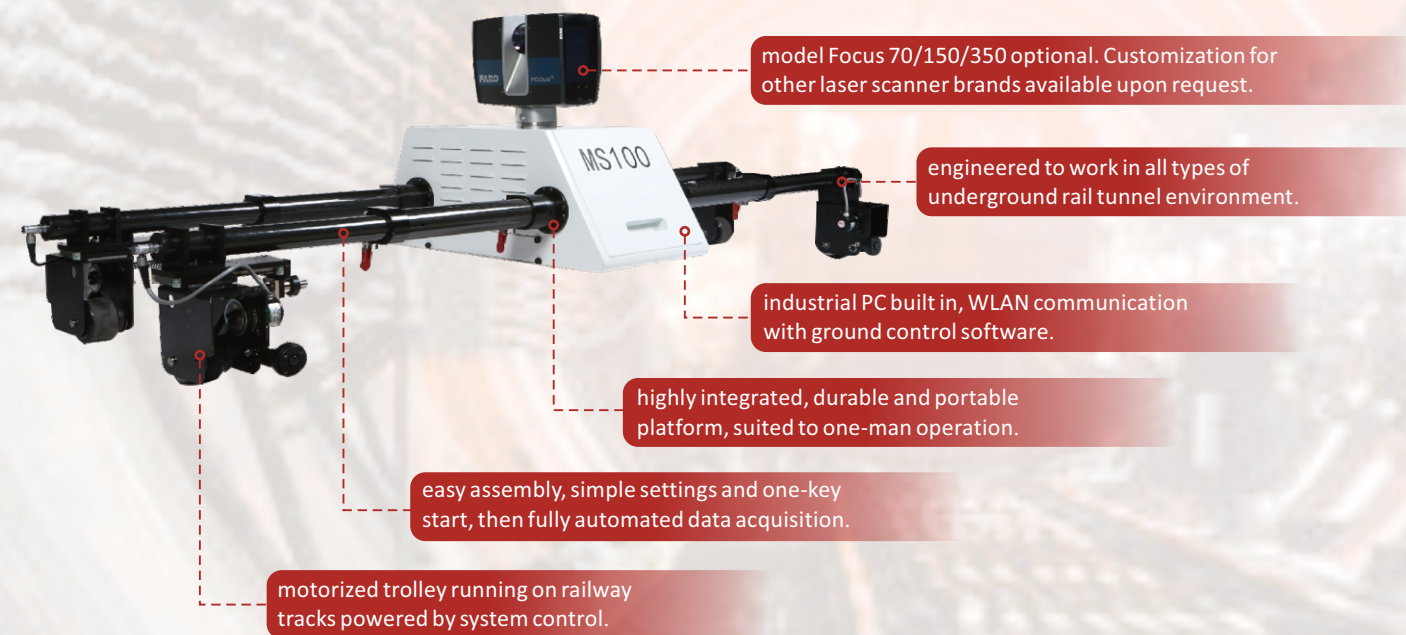 FARO
FOCUS
MS100
model Focus 70/150/350 optional. Customization for
other laser scanner brands available upon request.
engineered to work in all types of
underground rail tunnel environment.
industrial PC built in, WLAN communication
with ground control software.
highly integrated, durable and portable
platform, suited to one-man operation.
easy assembly, simple settings and one-key
start, then fully automated data acquisition.
motorized trolley running on railway
tracks powered by system control.